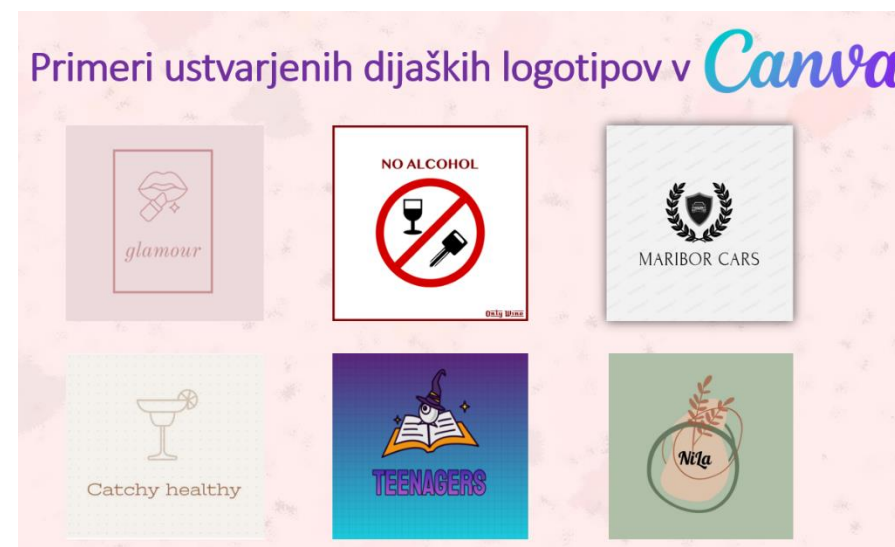 Primeri ustvarjenih dijaških logotipov v Canva
glamour
NO ALCOHOL
Only Wine
MARIBOR CARS
Catchy healthy
TEENAGERS
NiLa